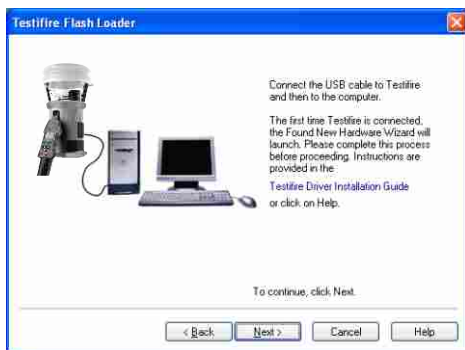 Testifire Flash Loader
Connect the USB cable to Testifire
and then to the computer.
The first time Testifire is connected,
the Found New Hardware Wizard will
launch. Please complete this process
before proceeding. Instructions are
provided in the
Testifire Driver Installation Guide
or click on Help.
To continue, click Next.
< Back
Next >
Cancel
Help